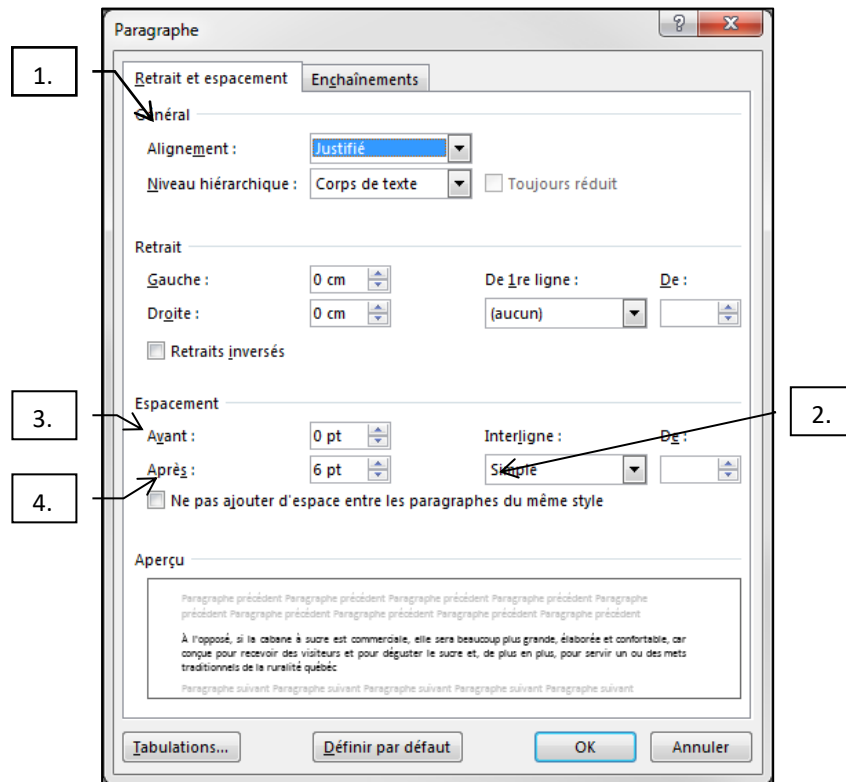 Paragraphe
1.
Retrait et espacement Enchaînements
Général
Alignement : Justifié
Niveau hiérarchique : Corps de texte Toujours réduit
Retrait
Gauche : 0 cm De 1re ligne : De :
Droite : 0 cm (aucun)
Retraits inversés
Espacement
3.
2.
Avant : 0 pt Interligne : De :
Après : 6 pt Simple
4.
Ne pas ajouter d'espace entre les paragraphes du même style
Aperçu
Paragraphe précédent Paragraphe précédent Paragraphe précédent Paragraphe précédent Paragraphe
précédent Paragraphe précédent Paragraphe précédent Paragraphe précédent Paragraphe précédent
À l'opposé, si la cabane à sucre est commerciale, elle sera beaucoup plus grande, élaborée et confortable, car
conçue pour recevoir des visiteurs et pour déguster le sucre et, de plus en plus, pour servir un ou des mets
traditionnels de la ruralité québéc
Paragraphe suivant Paragraphe suivant Paragraphe suivant Paragraphe suivant Paragraphe suivant
Tabulations... Définir par défaut OK Annuler